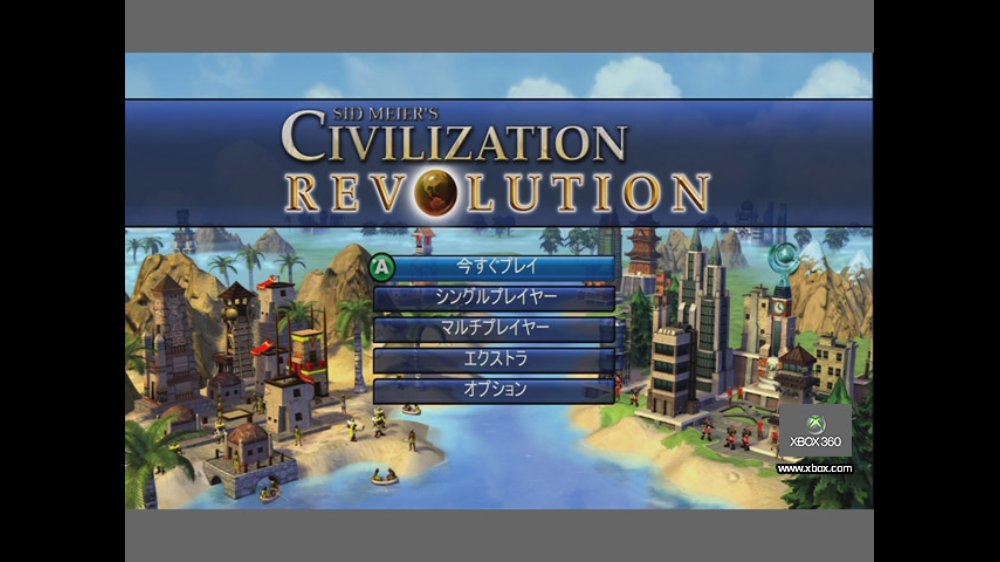 SID MEIER'S
CIVILIZATION
REVOLUTION
A 今すぐプレイ
シングルプレイヤー
マルチプレイヤー
エクストラ
オプション
XBOX 360
www.xbox.com